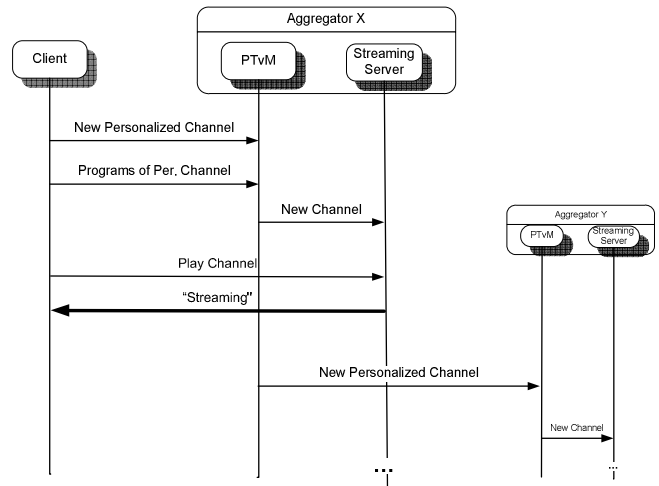 Aggregator X
Client
PTvM
Streaming
Server
New Personalized Channel
Programs of Per. Channel
New Channel
Aggregator Y
PTvM
Streaming
Server
Play Channel
“Streaming"
New Personalized Channel
New Channel
...
...